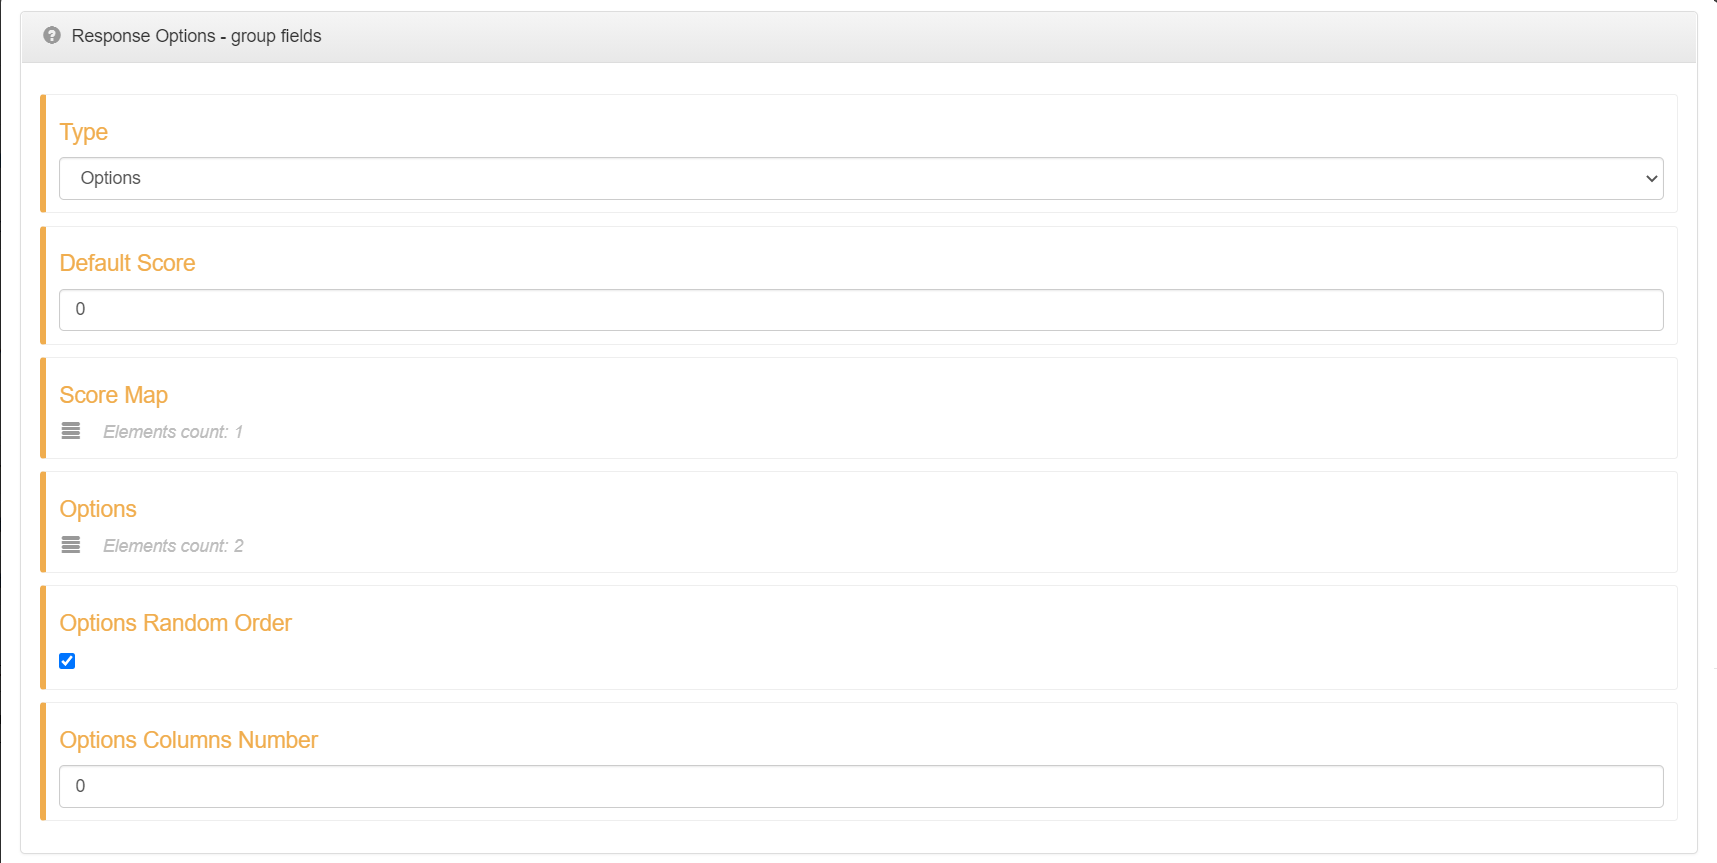 Response Options - group fields
Type
Options
Default Score
0
Score Map
Elements count: 1
Options
Elements count: 2
Options Random Order
Options Columns Number
0